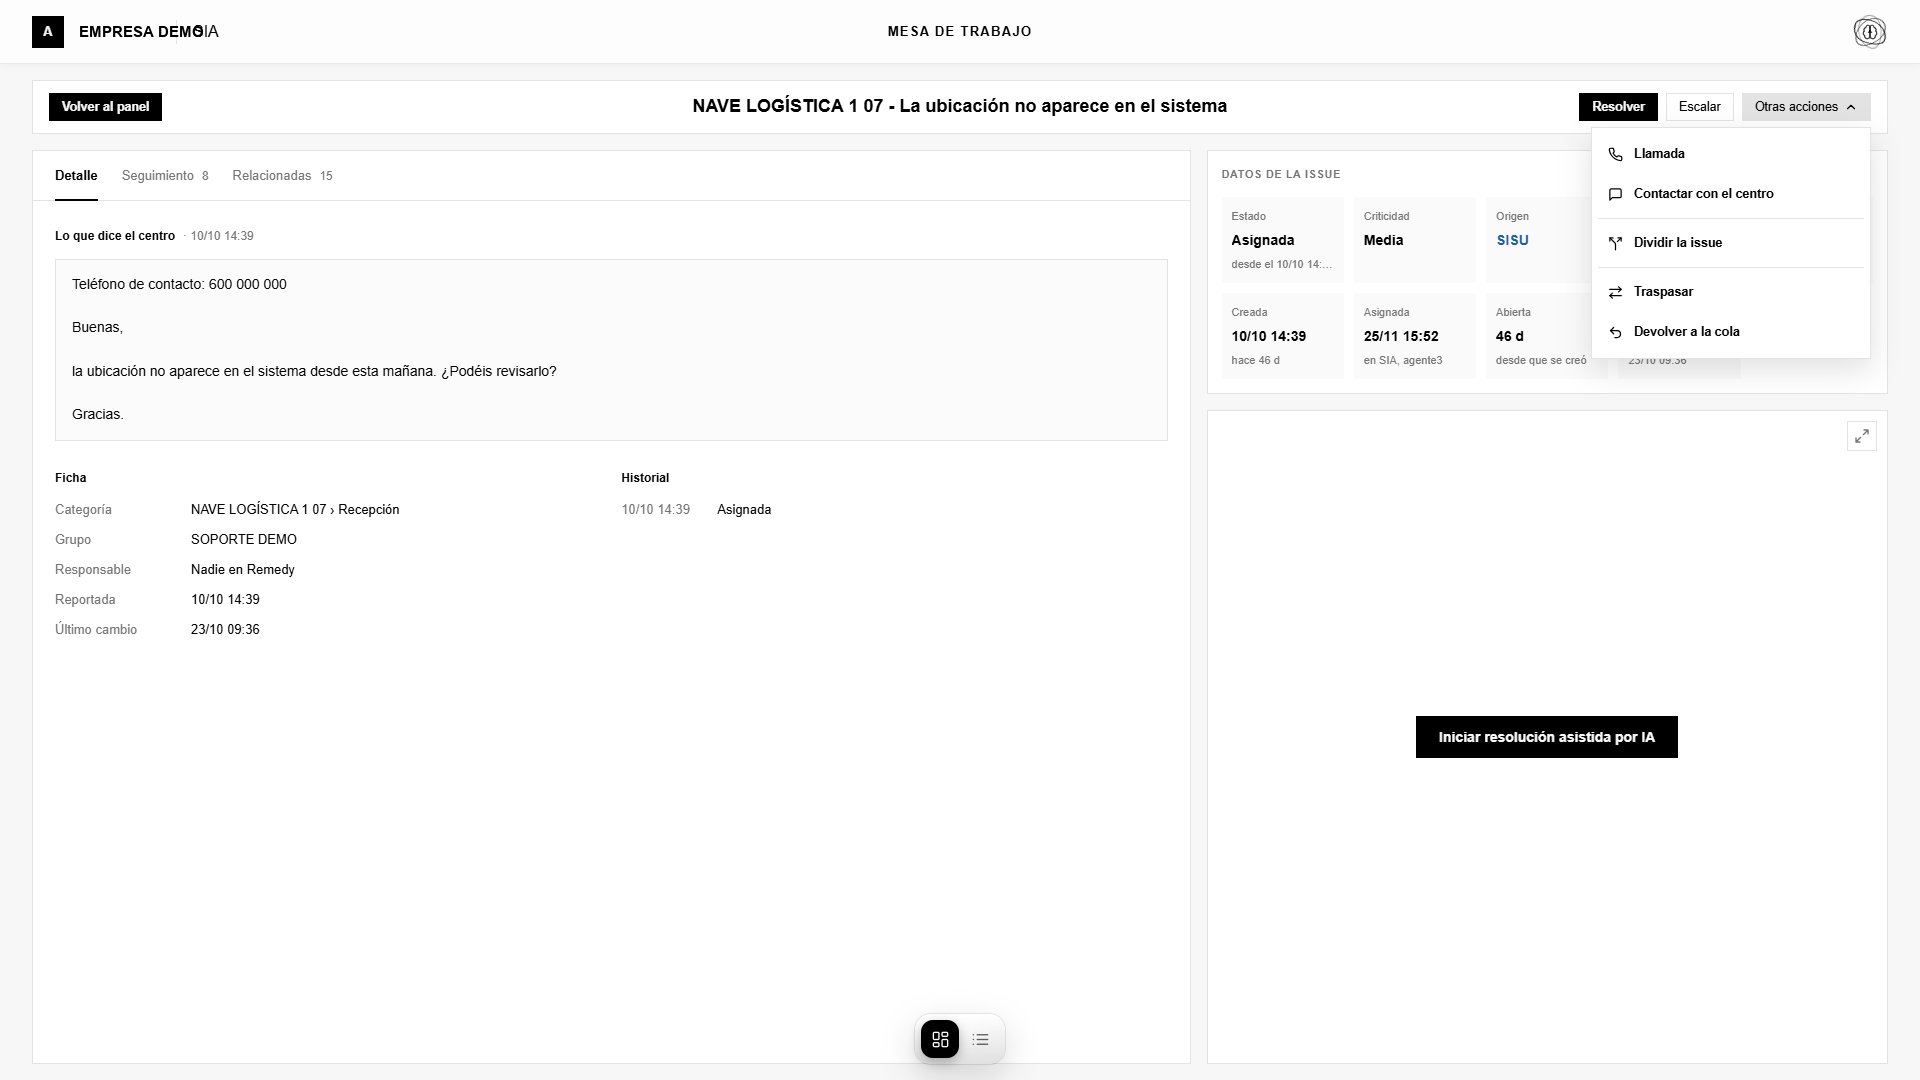 A EMPRESA DEMO SIA
MESA DE TRABAJO
Volver al panel
NAVE LOGÍSTICA 1 07 - La ubicación no aparece en el sistema
Resolver
Escalar
Otras acciones
Llamada
Contactar con el centro
Dividir la issue
Traspasar
Devolver a la cola
Detalle
Seguimiento 8
Relacionadas 15
Lo que dice el centro · 10/10 14:39
Teléfono de contacto: 600 000 000
Buenas,
la ubicación no aparece en el sistema desde esta mañana. ¿Podéis revisarlo?
Gracias.
Ficha
Categoría NAVE LOGÍSTICA 1 07 › Recepción
Grupo SOPORTE DEMO
Responsable Nadie en Remedy
Reportada 10/10 14:39
Último cambio 23/10 09:36
Historial
10/10 14:39 Asignada
DATOS DE LA ISSUE
Estado
Asignada
desde el 10/10 14:…
Criticidad
Media
Origen
SISU
Creada
10/10 14:39
hace 46 d
Asignada
25/11 15:52
en SIA, agente3
Abierta
46 d
desde que se creó
23/10 09:36
Iniciar resolución asistida por IA